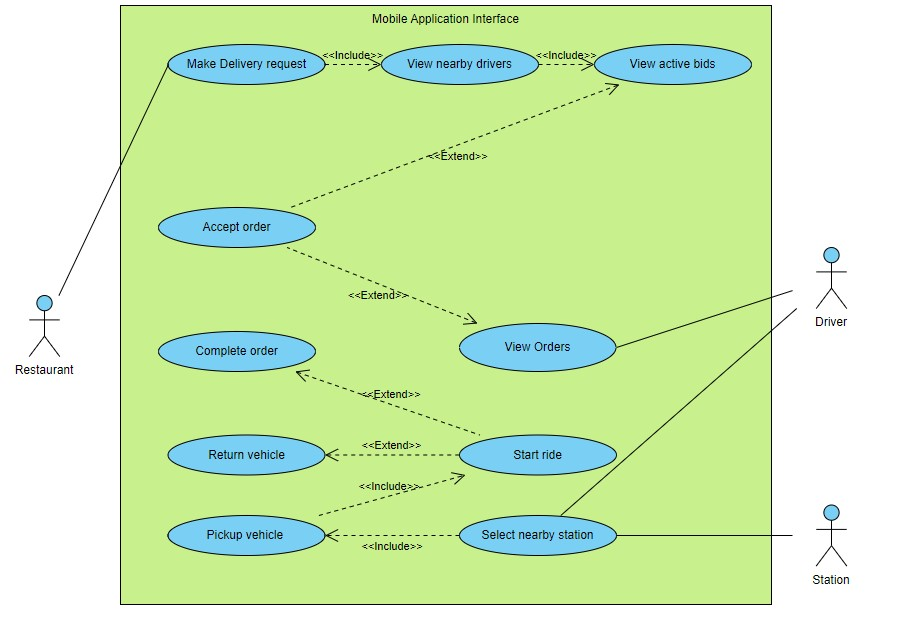 Mobile Application Interface
Make Delivery request
<<Include>>
View nearby drivers
<<Include>>
View active bids
<<Extend>>
Accept order
<<Extend>>
Driver
Complete order
View Orders
Restaurant
<<Extend>>
<<Extend>>
Return vehicle
Start ride
<<Include>>
Pickup vehicle
Select nearby station
<<Include>>
Station